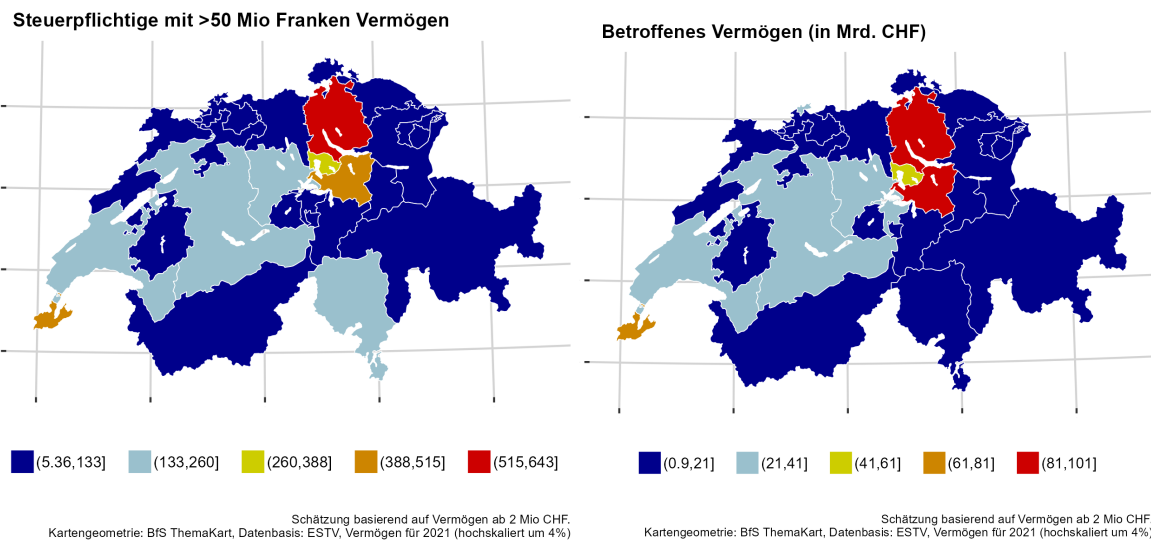 Steuerpflichtige mit >50 Mio Franken Vermögen
(5.36,133] (133,260] (260,388] (388,515] (515,643]
Schätzung basierend auf Vermögen ab 2 Mio CHF.
Kartengeometrie: BfS ThemaKart, Datenbasis: ESTV, Vermögen für 2021 (hochskaliert um 4%)
Betroffenes Vermögen (in Mrd. CHF)
(0.9,21] (21,41] (41,61] (61,81] (81,101]
Schätzung basierend auf Vermögen ab 2 Mio CHF.
Kartengeometrie: BfS ThemaKart, Datenbasis: ESTV, Vermögen für 2021 (hochskaliert um 4%)